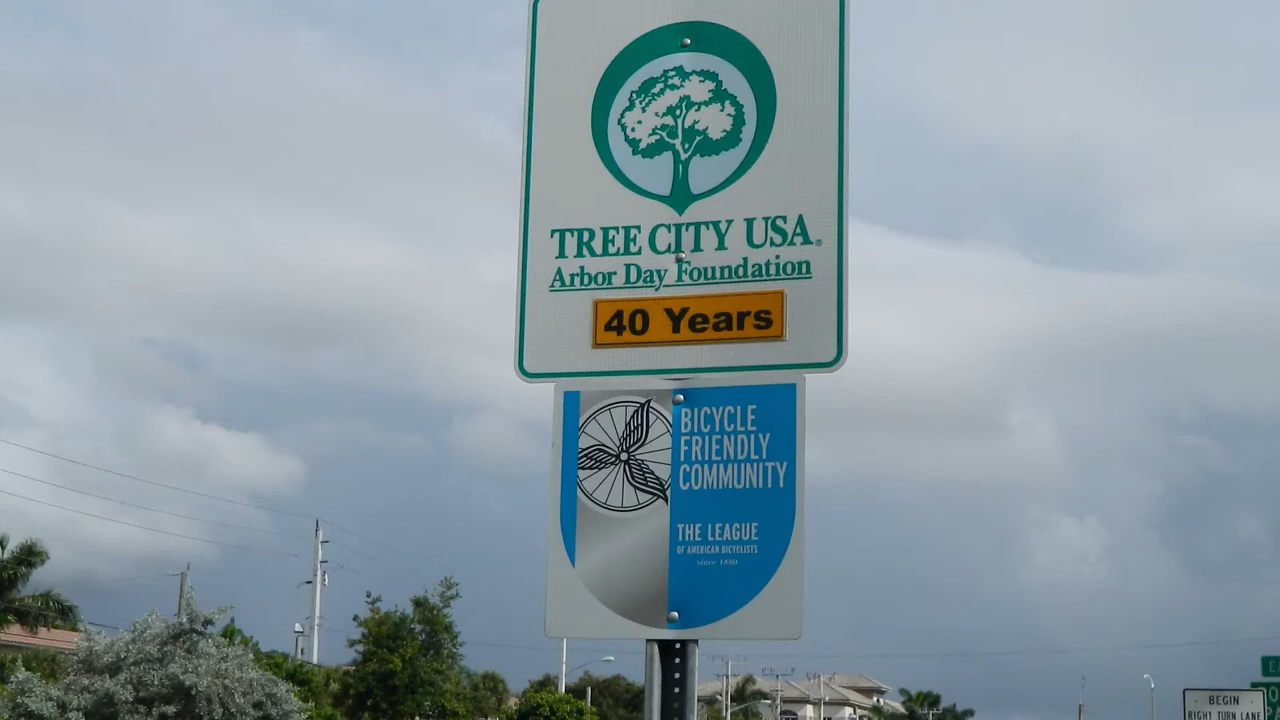 TREE CITY USA®
Arbor Day Foundation
40 Years
BICYCLE
FRIENDLY
COMMUNITY
THE LEAGUE
OF AMERICAN BICYCLISTS
since 1880
BEGIN
RIGHT TURN LANE